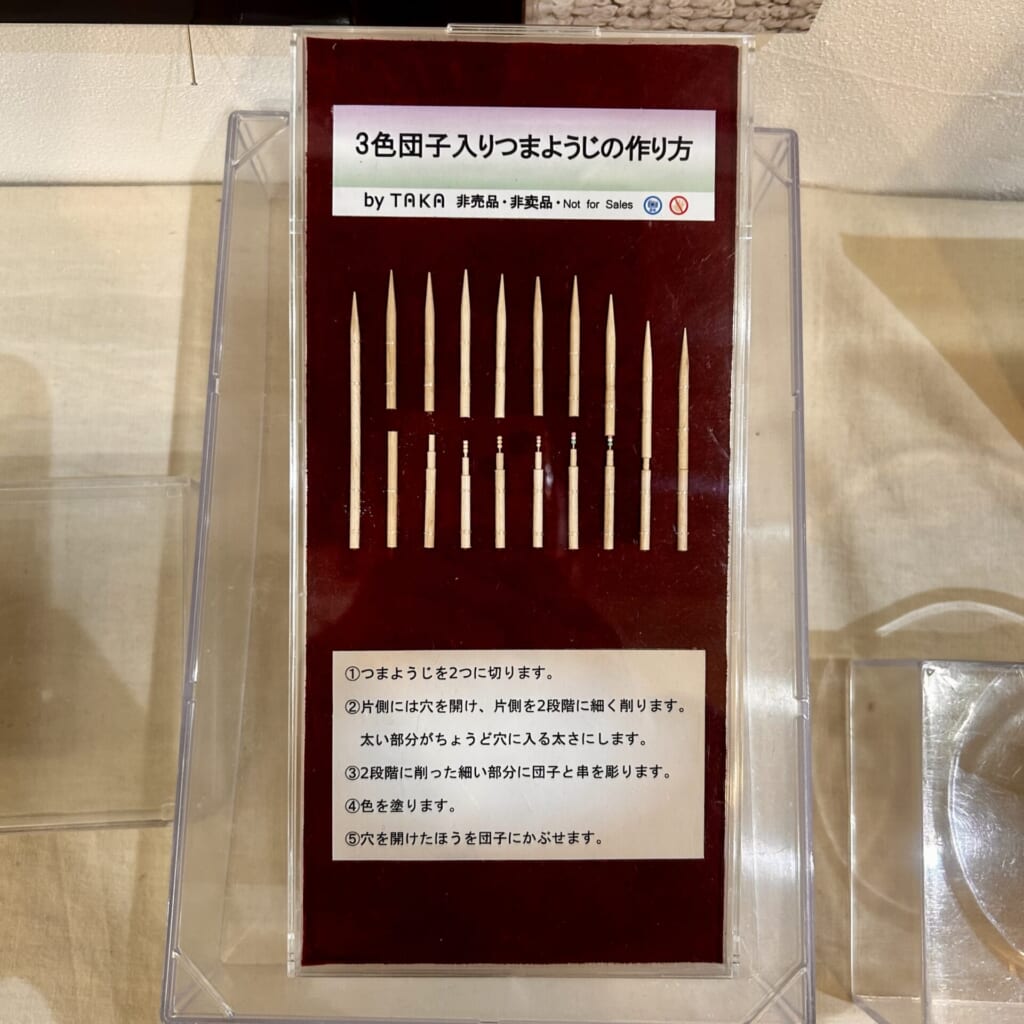 3色団子入りつまようじの作り方
by TAKA 非売品・非卖品・Not for Sales
①つまようじを2つに切ります。
②片側には穴を開け、片側を2段階に細く削ります。
太い部分がちょうど穴に入る太さにします。
③2段階に削った細い部分に団子と串を彫ります。
④色を塗ります。
⑤穴を開けたほうを団子にかぶせます。